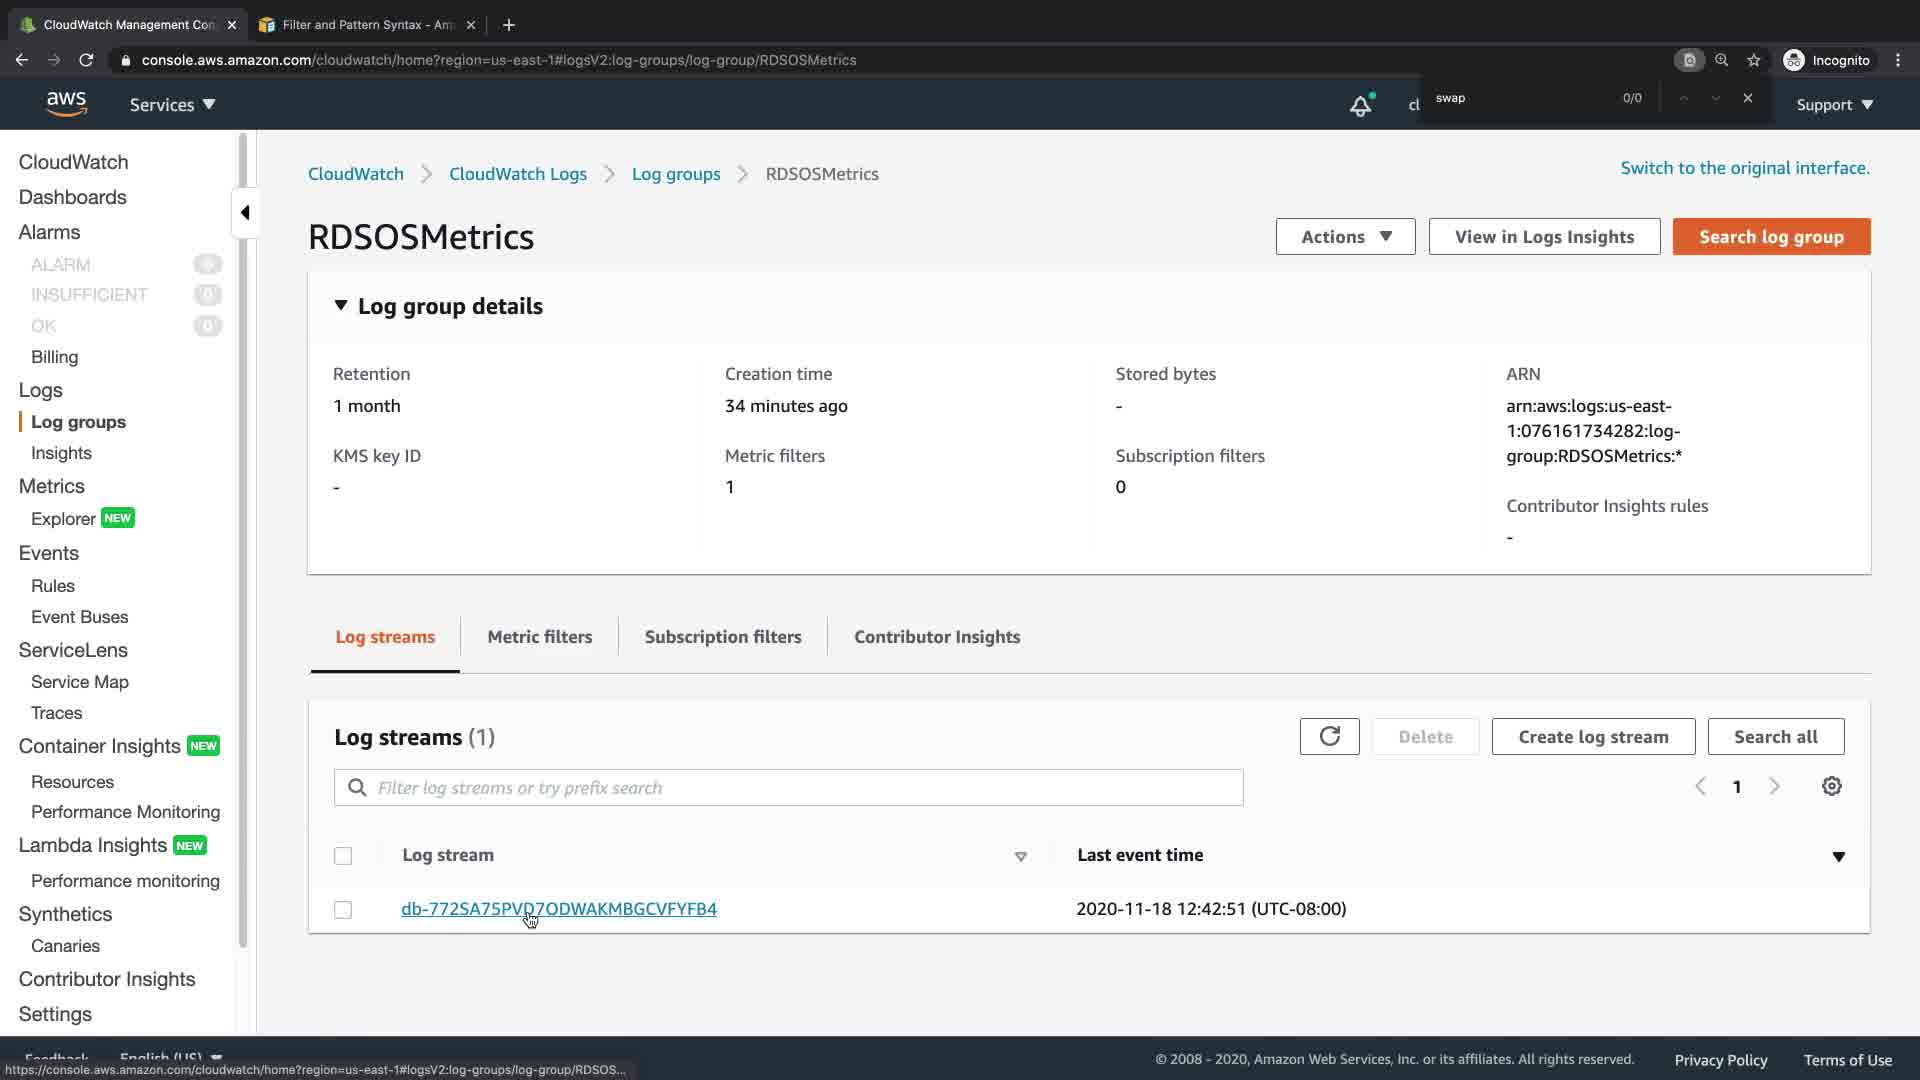 CloudWatch Management Con
Filter and Pattern Syntax - Am
console.aws.amazon.com/cloudwatch/home?region=us-east-1#logsV2:log-groups/log-group/RDSOSMetrics
Incognito
aws
Services
swap
0/0
Support
CloudWatch
Dashboards
Alarms
ALARM
INSUFFICIENT 0
OK 0
Billing
Logs
Log groups
Insights
Metrics
Explorer NEW
Events
Rules
Event Buses
ServiceLens
Service Map
Traces
Container Insights NEW
Resources
Performance Monitoring
Lambda Insights NEW
Performance monitoring
Synthetics
Canaries
Contributor Insights
Settings
CloudWatch CloudWatch Logs Log groups RDSOSMetrics
Switch to the original interface.
RDSOSMetrics
Actions
View in Logs Insights
Search log group
Log group details
Retention
1 month
KMS key ID
-
Creation time
34 minutes ago
Metric filters
1
Stored bytes
-
Subscription filters
0
ARN
arn:aws:logs:us-east-
1:076161734282:log-
group:RDSOSMetrics:*
Contributor Insights rules
-
Log streams
Metric filters
Subscription filters
Contributor Insights
Log streams (1)
Delete
Create log stream
Search all
Filter log streams or try prefix search
1
Log stream
Last event time
db-772SA75PVD7ODWAKMBGCVFYFB4
2020-11-18 12:42:51 (UTC-08:00)
Feedback English (US)
© 2008 - 2020, Amazon Web Services, Inc. or its affiliates. All rights reserved.
Privacy Policy
Terms of Use
https://console.aws.amazon.com/cloudwatch/home?region=us-east-1#logsV2:log-groups/log-group/RDSOS...